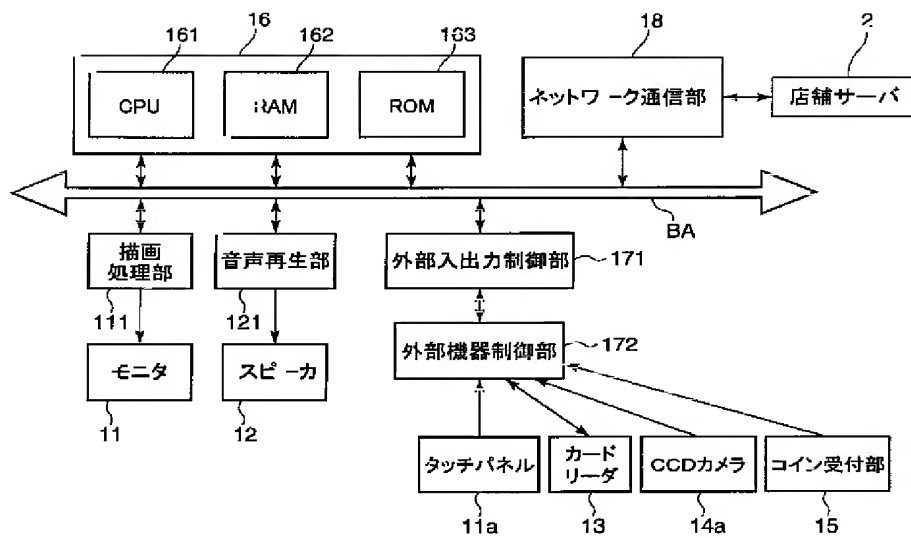 16
161
162
163
18
2
CPU
RAM
ROM
ネットワーク通信部
店舗サーバ
BA
描画
処理部
音声再生部
外部入出力制御部
171
111
121
モニタ
スピーカ
外部機器制御部
172
11
12
タッチパネル
カード
リーダ
CCDカメラ
コイン受付部
11a
13
14a
15